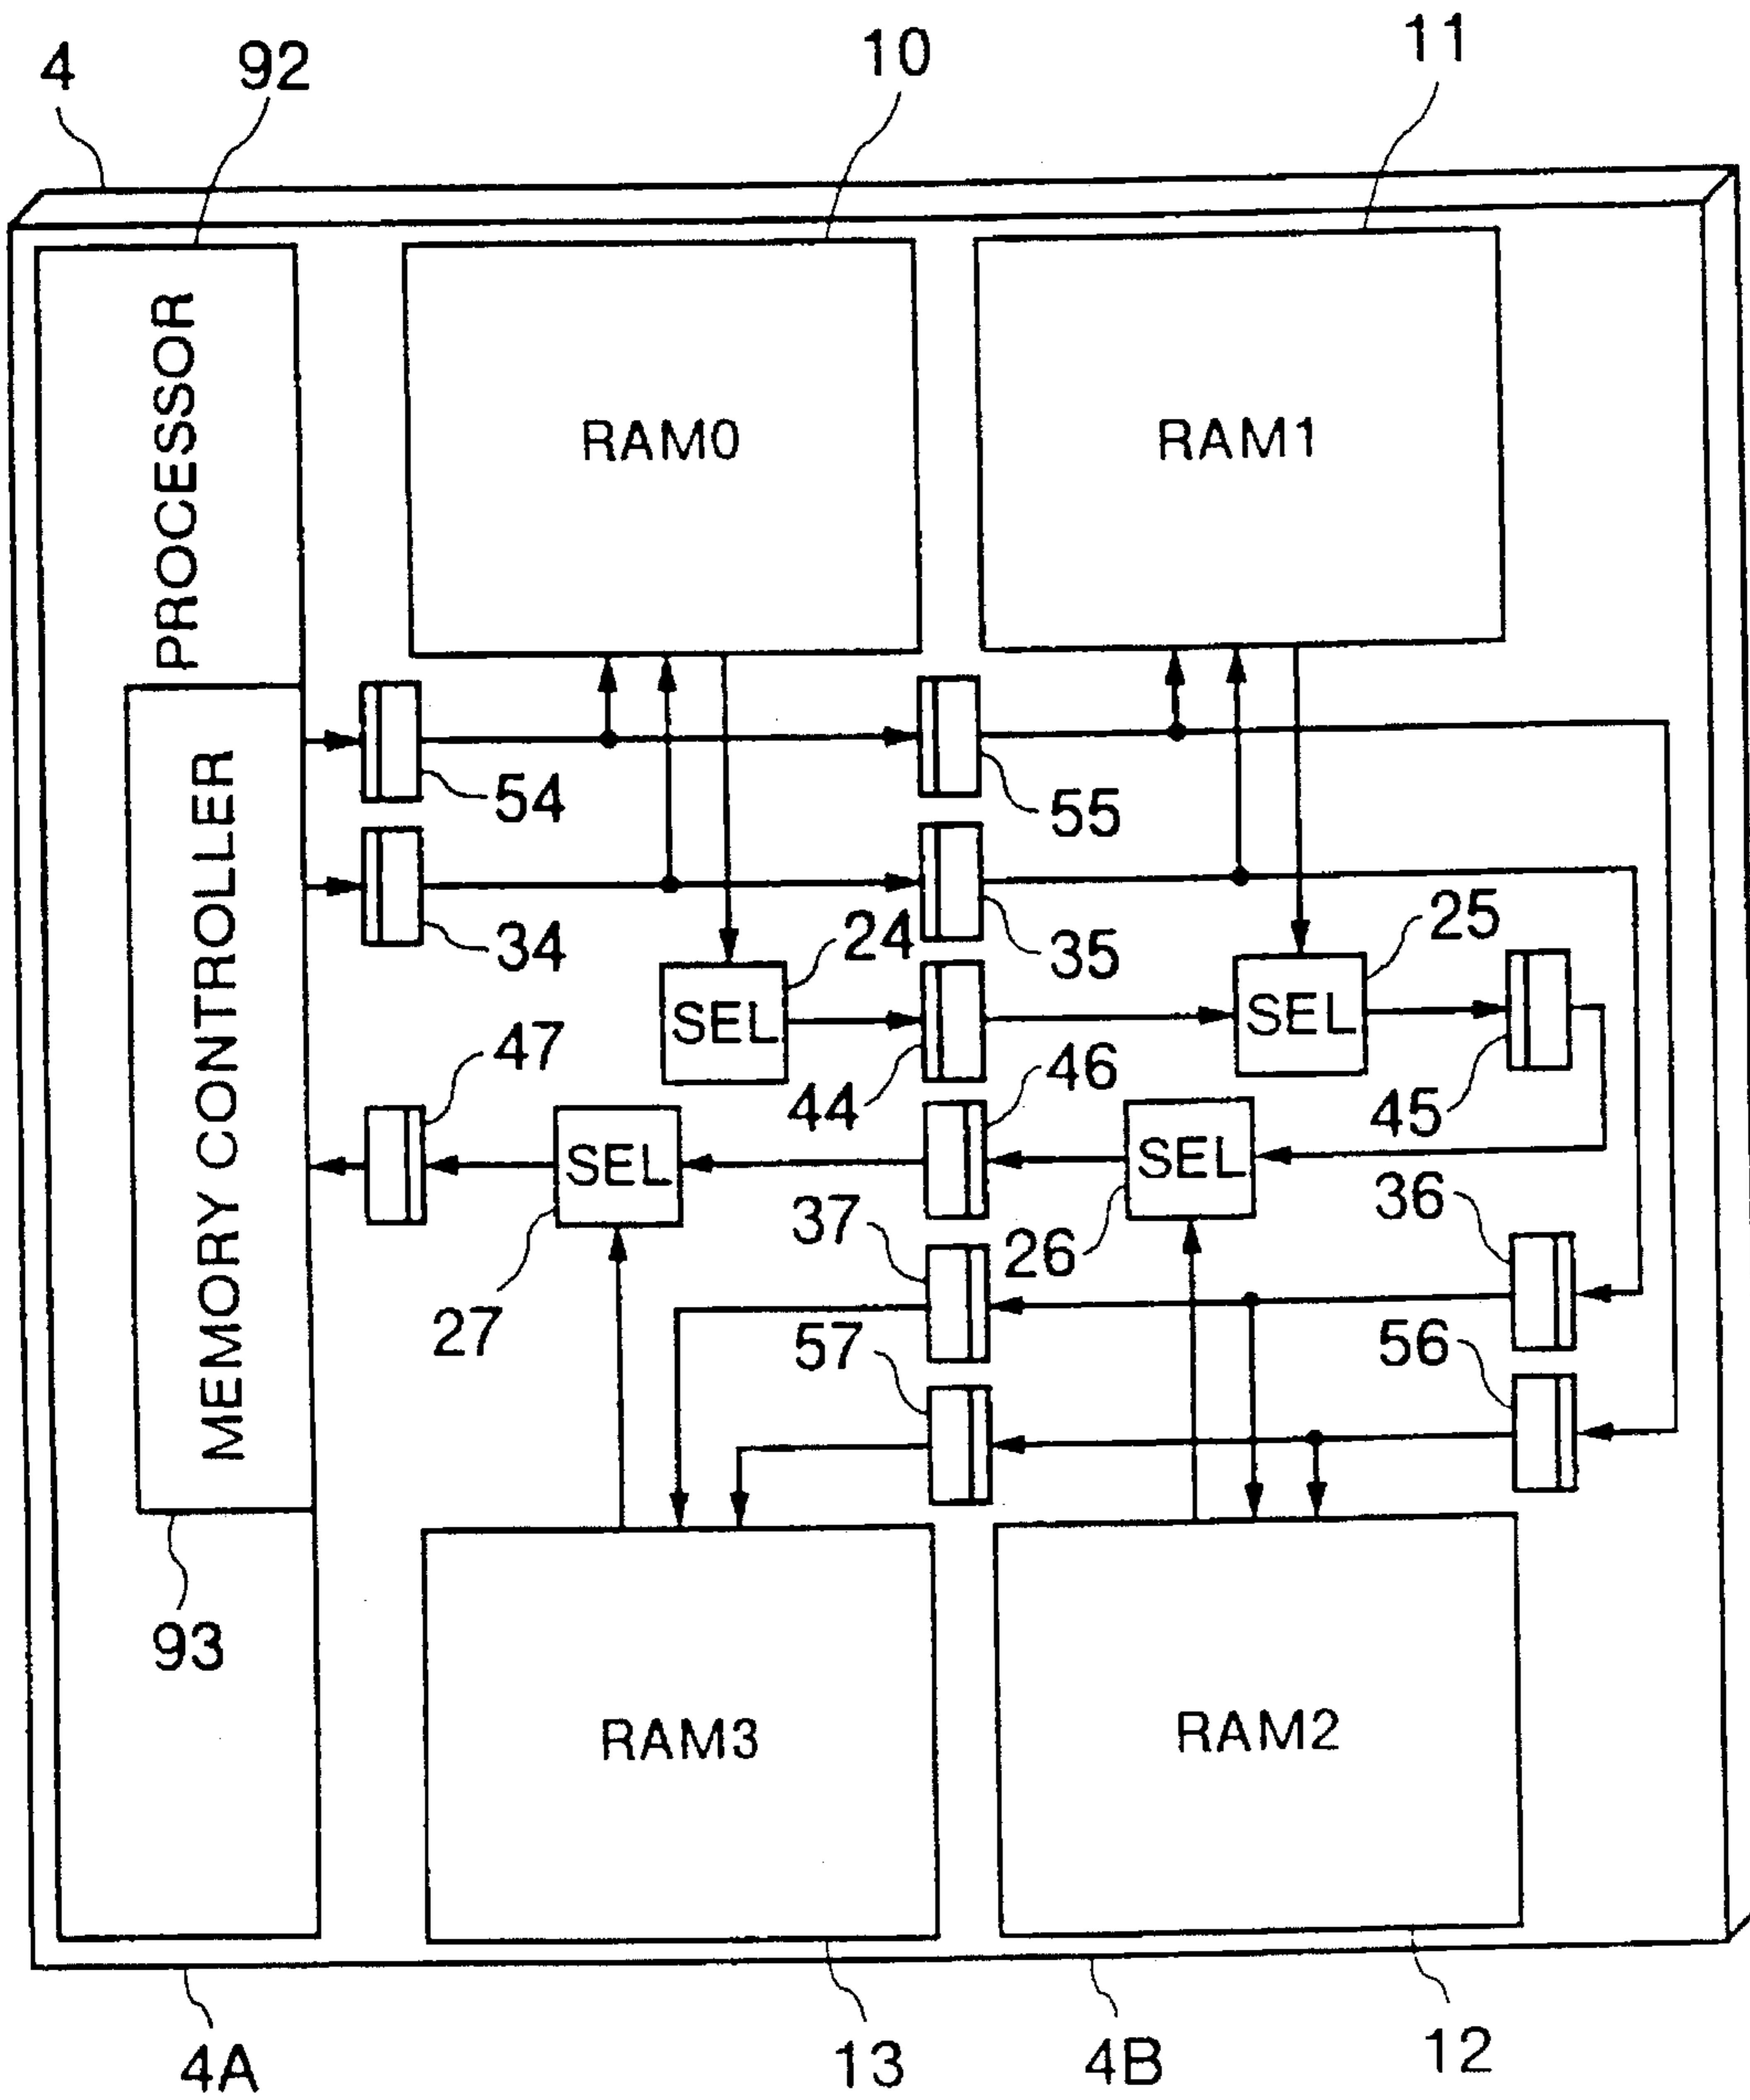 4
92
10
11
PROCESSOR
RAM0
RAM1
54
55
MEMORY CONTROLLER
34
24
35
25
SEL
SEL
47
44
46
45
SEL
SEL
37
36
26
27
57
56
93
RAM3
RAM2
4A
13
4B
12